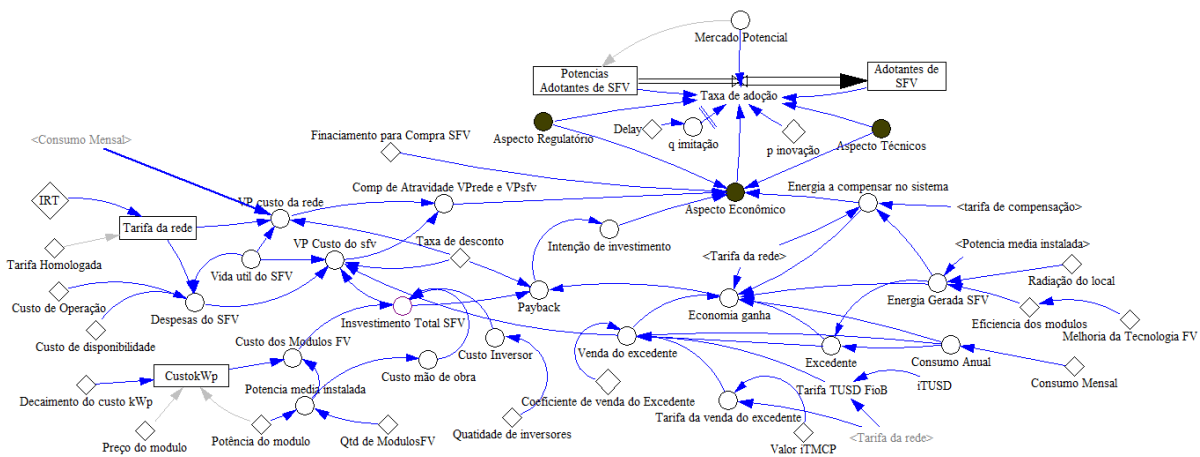 Mercado Potencial
Potencias
Adotantes de SFV
Adotantes de
SFV
Taxa de adoção
Aspecto Regulatório
Delay
q imitação
p inovação
Aspecto Técnicos
Finaciamento para Compra SFV
<Consumo Mensal>
IRT
VP custo da rede
Comp de Atravidade VPrede e VPsfv
Aspecto Econômico
Energia a compensar no sistema
<tarifa de compensação>
Tarifa da rede
Tarifa Homologada
Vida util do SFV
VP Custo do sfv
Taxa de desconto
Intenção de investimento
<Tarifa da rede>
<Potencia media instalada>
Radiação do local
Custo de Operação
Despesas do SFV
Insvestimento Total SFV
Payback
Economia ganha
Energia Gerada SFV
Eficiencia dos modulos
Melhoria da Tecnologia FV
Custo de disponibilidade
Custo dos Modulos FV
Custo Inversor
Venda do excedente
Excedente
Consumo Anual
Custo mão de obra
CustokWp
Potencia media instalada
Decaimento do custo kWp
Coeficiente de venda do Excedente
Tarifa TUSD FioB
iTUSD
Consumo Mensal
Tarifa da venda do excedente
Preço do modulo
Potência do modulo
Qtd de ModulosFV
Quatidade de inversores
Valor iTMCP
<Tarifa da rede>